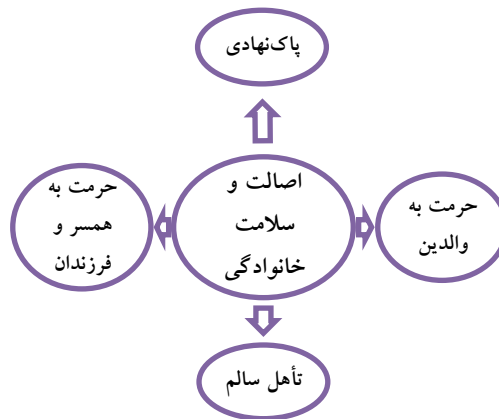 پاک‌نهادی
اصالت و
سلامت
خانوادگی
حرمت به
والدین
حرمت به
همسر و
فرزندان
تأهل سالم